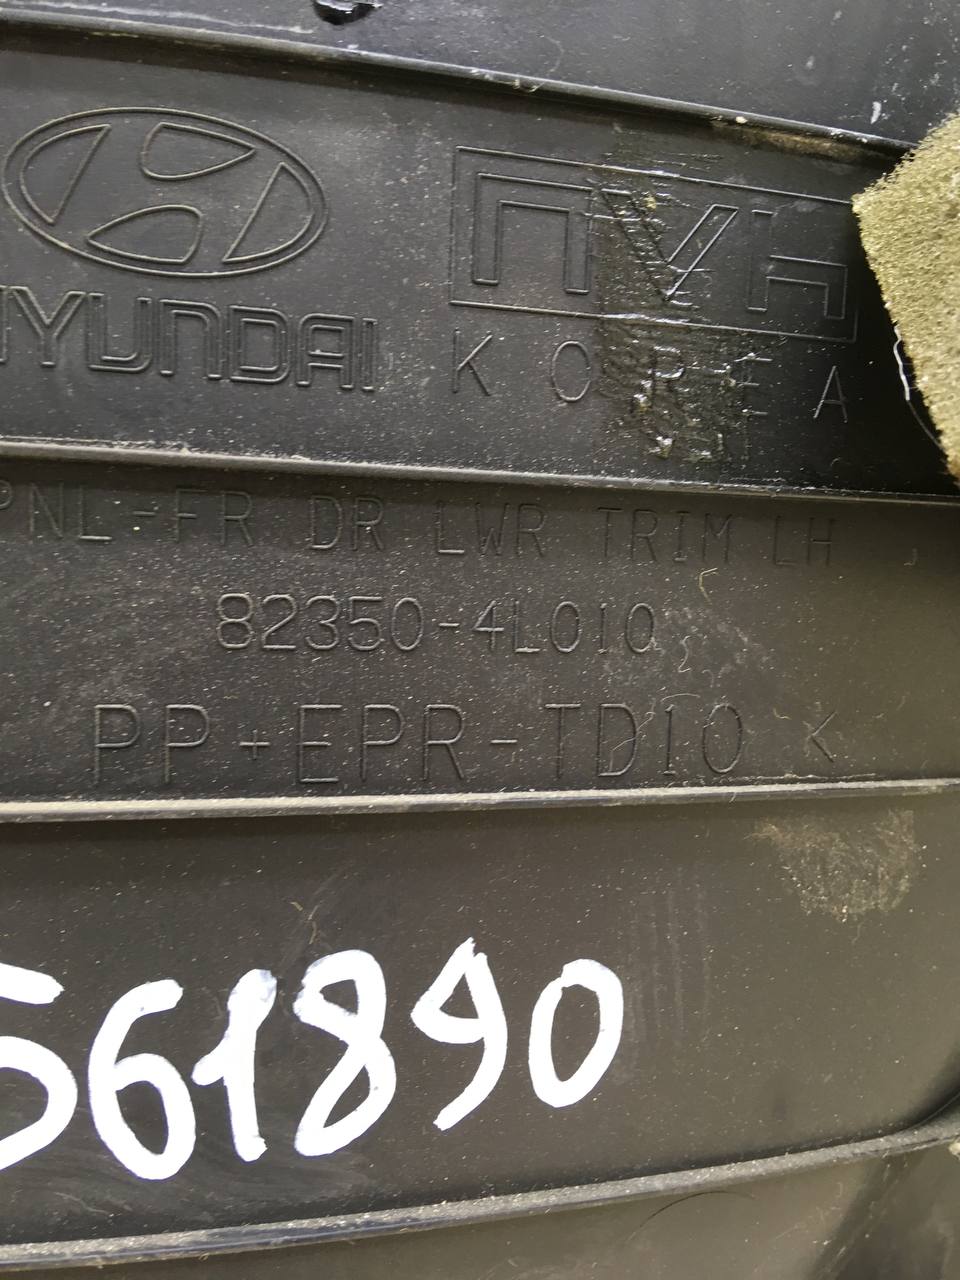 HYUNDAI
NVH
KOREA
PNL-FR DR LWR TRIM LH
82350-4L010
PP+EPR-TD10<
561890